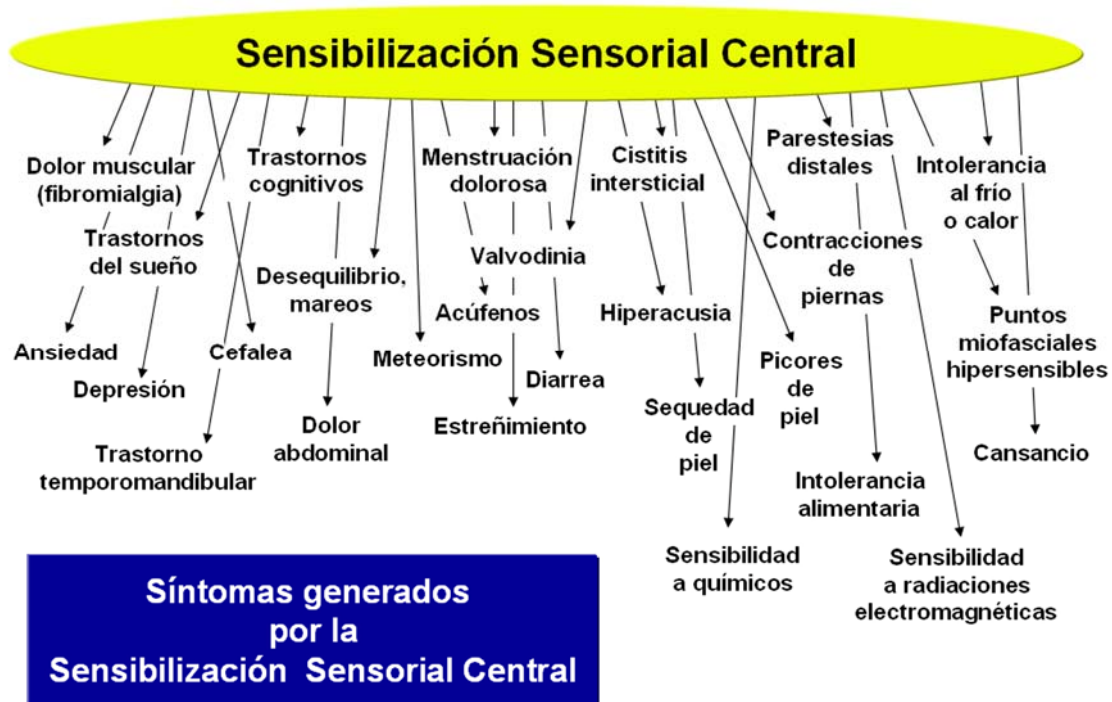 Sensibilización Sensorial Central
Dolor muscular
(fibromialgia)
Trastornos
cognitivos
Menstruación
dolorosa
Cistitis
intersticial
Parestesias
distales
Intolerancia
al frío
o calor
Trastornos
del sueño
Desequilibrio,
mareos
Valvodinia
Contracciones
de
piernas
Acúfenos
Hiperacusia
Puntos
miofasciales
hipersensibles
Ansiedad
Depresión
Cefalea
Meteorismo
Diarrea
Picores
de
piel
Dolor
abdominal
Estreñimiento
Sequedad
de
piel
Cansancio
Trastorno
temporomandibular
Intolerancia
alimentaria
Sensibilidad
a químicos
Sensibilidad
a radiaciones
electromagnéticas
Síntomas generados
por la
Sensibilización Sensorial Central